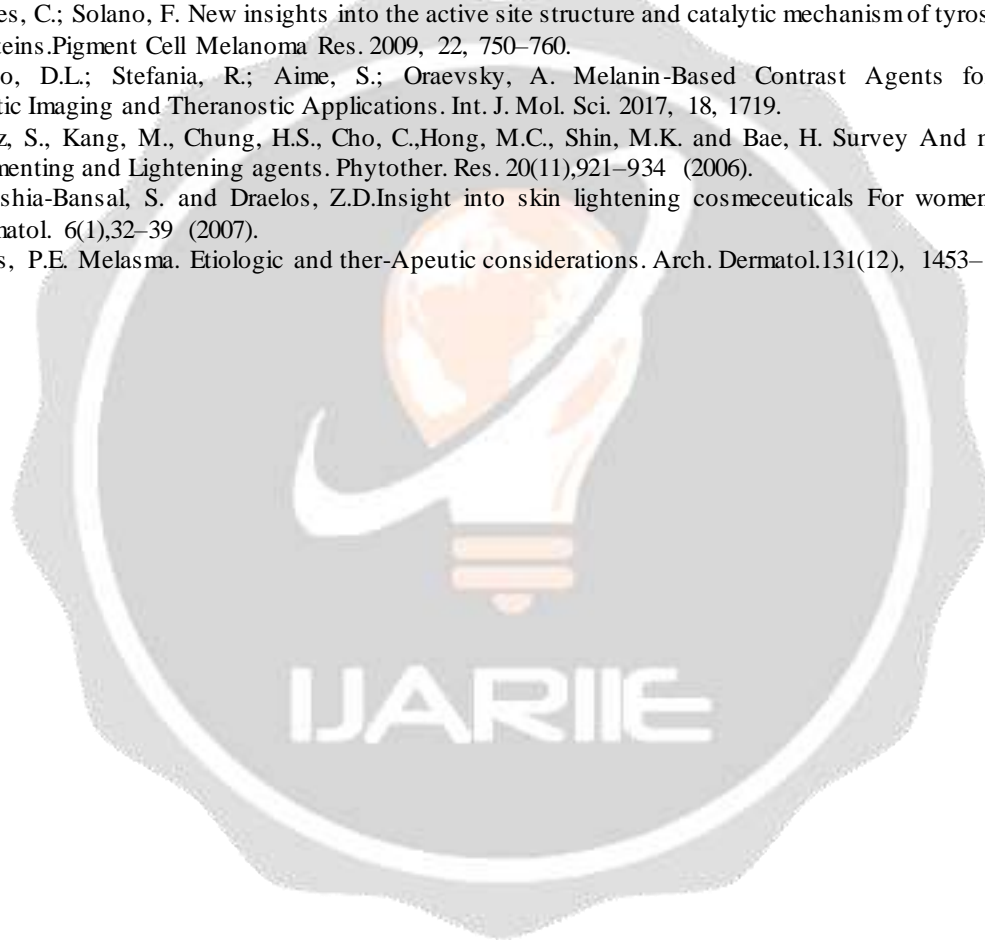 es, C.; Solano, F. New insights into the active site structure and catalytic mechanism of tyros
teins.Pigment Cell Melanoma Res. 2009, 22, 750–760.
o, D.L.; Stefania, R.; Aime, S.; Oraevsky, A. Melanin-Based Contrast Agents fo
tic Imaging and Theranostic Applications. Int. J. Mol. Sci. 2017, 18, 1719.
z, S., Kang, M., Chung, H.S., Cho, C.,Hong, M.C., Shin, M.K. and Bae, H. Survey And n
nenting and Lightening agents. Phytother. Res. 20(11),921–934 (2006).
shia-Bansal, S. and Draelos, Z.D.Insight into skin lightening cosmeceuticals For women
natol. 6(1),32–39 (2007).
s, P.E. Melasma. Etiologic and ther-Apeutic considerations. Arch. Dermatol.131(12), 1453–
IJARIIE